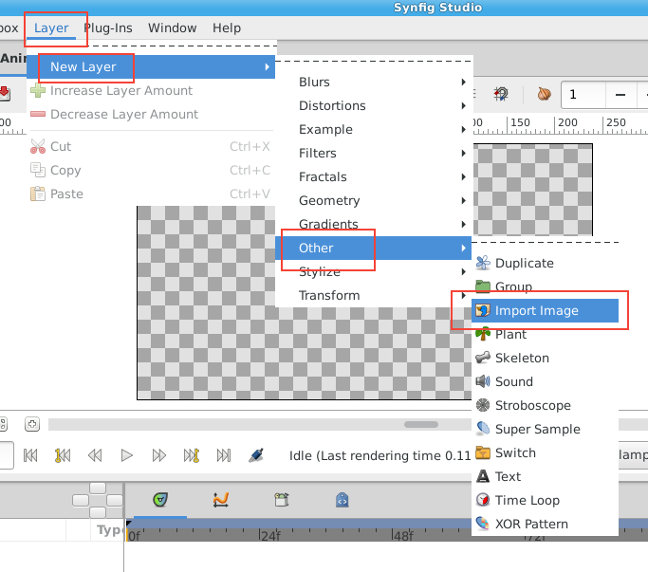 Synfig Studio
box Layer Plug-Ins Window Help
Ani
New Layer
Increase Layer Amount
Decrease Layer Amount
Cut Ctrl+X
Copy Ctrl+C
Paste Ctrl+V
Blurs
Distortions
Example
Filters
Fractals
Geometry
Gradients
Other
Stylize
Transform
1
00 150 200 250
Duplicate
Group
Import Image
Plant
Skeleton
Sound
Stroboscope
Super Sample
Switch
Text
Time Loop
XOR Pattern
Idle (Last rendering time 0.11
lamp
Type
0f 24f 48f 72f